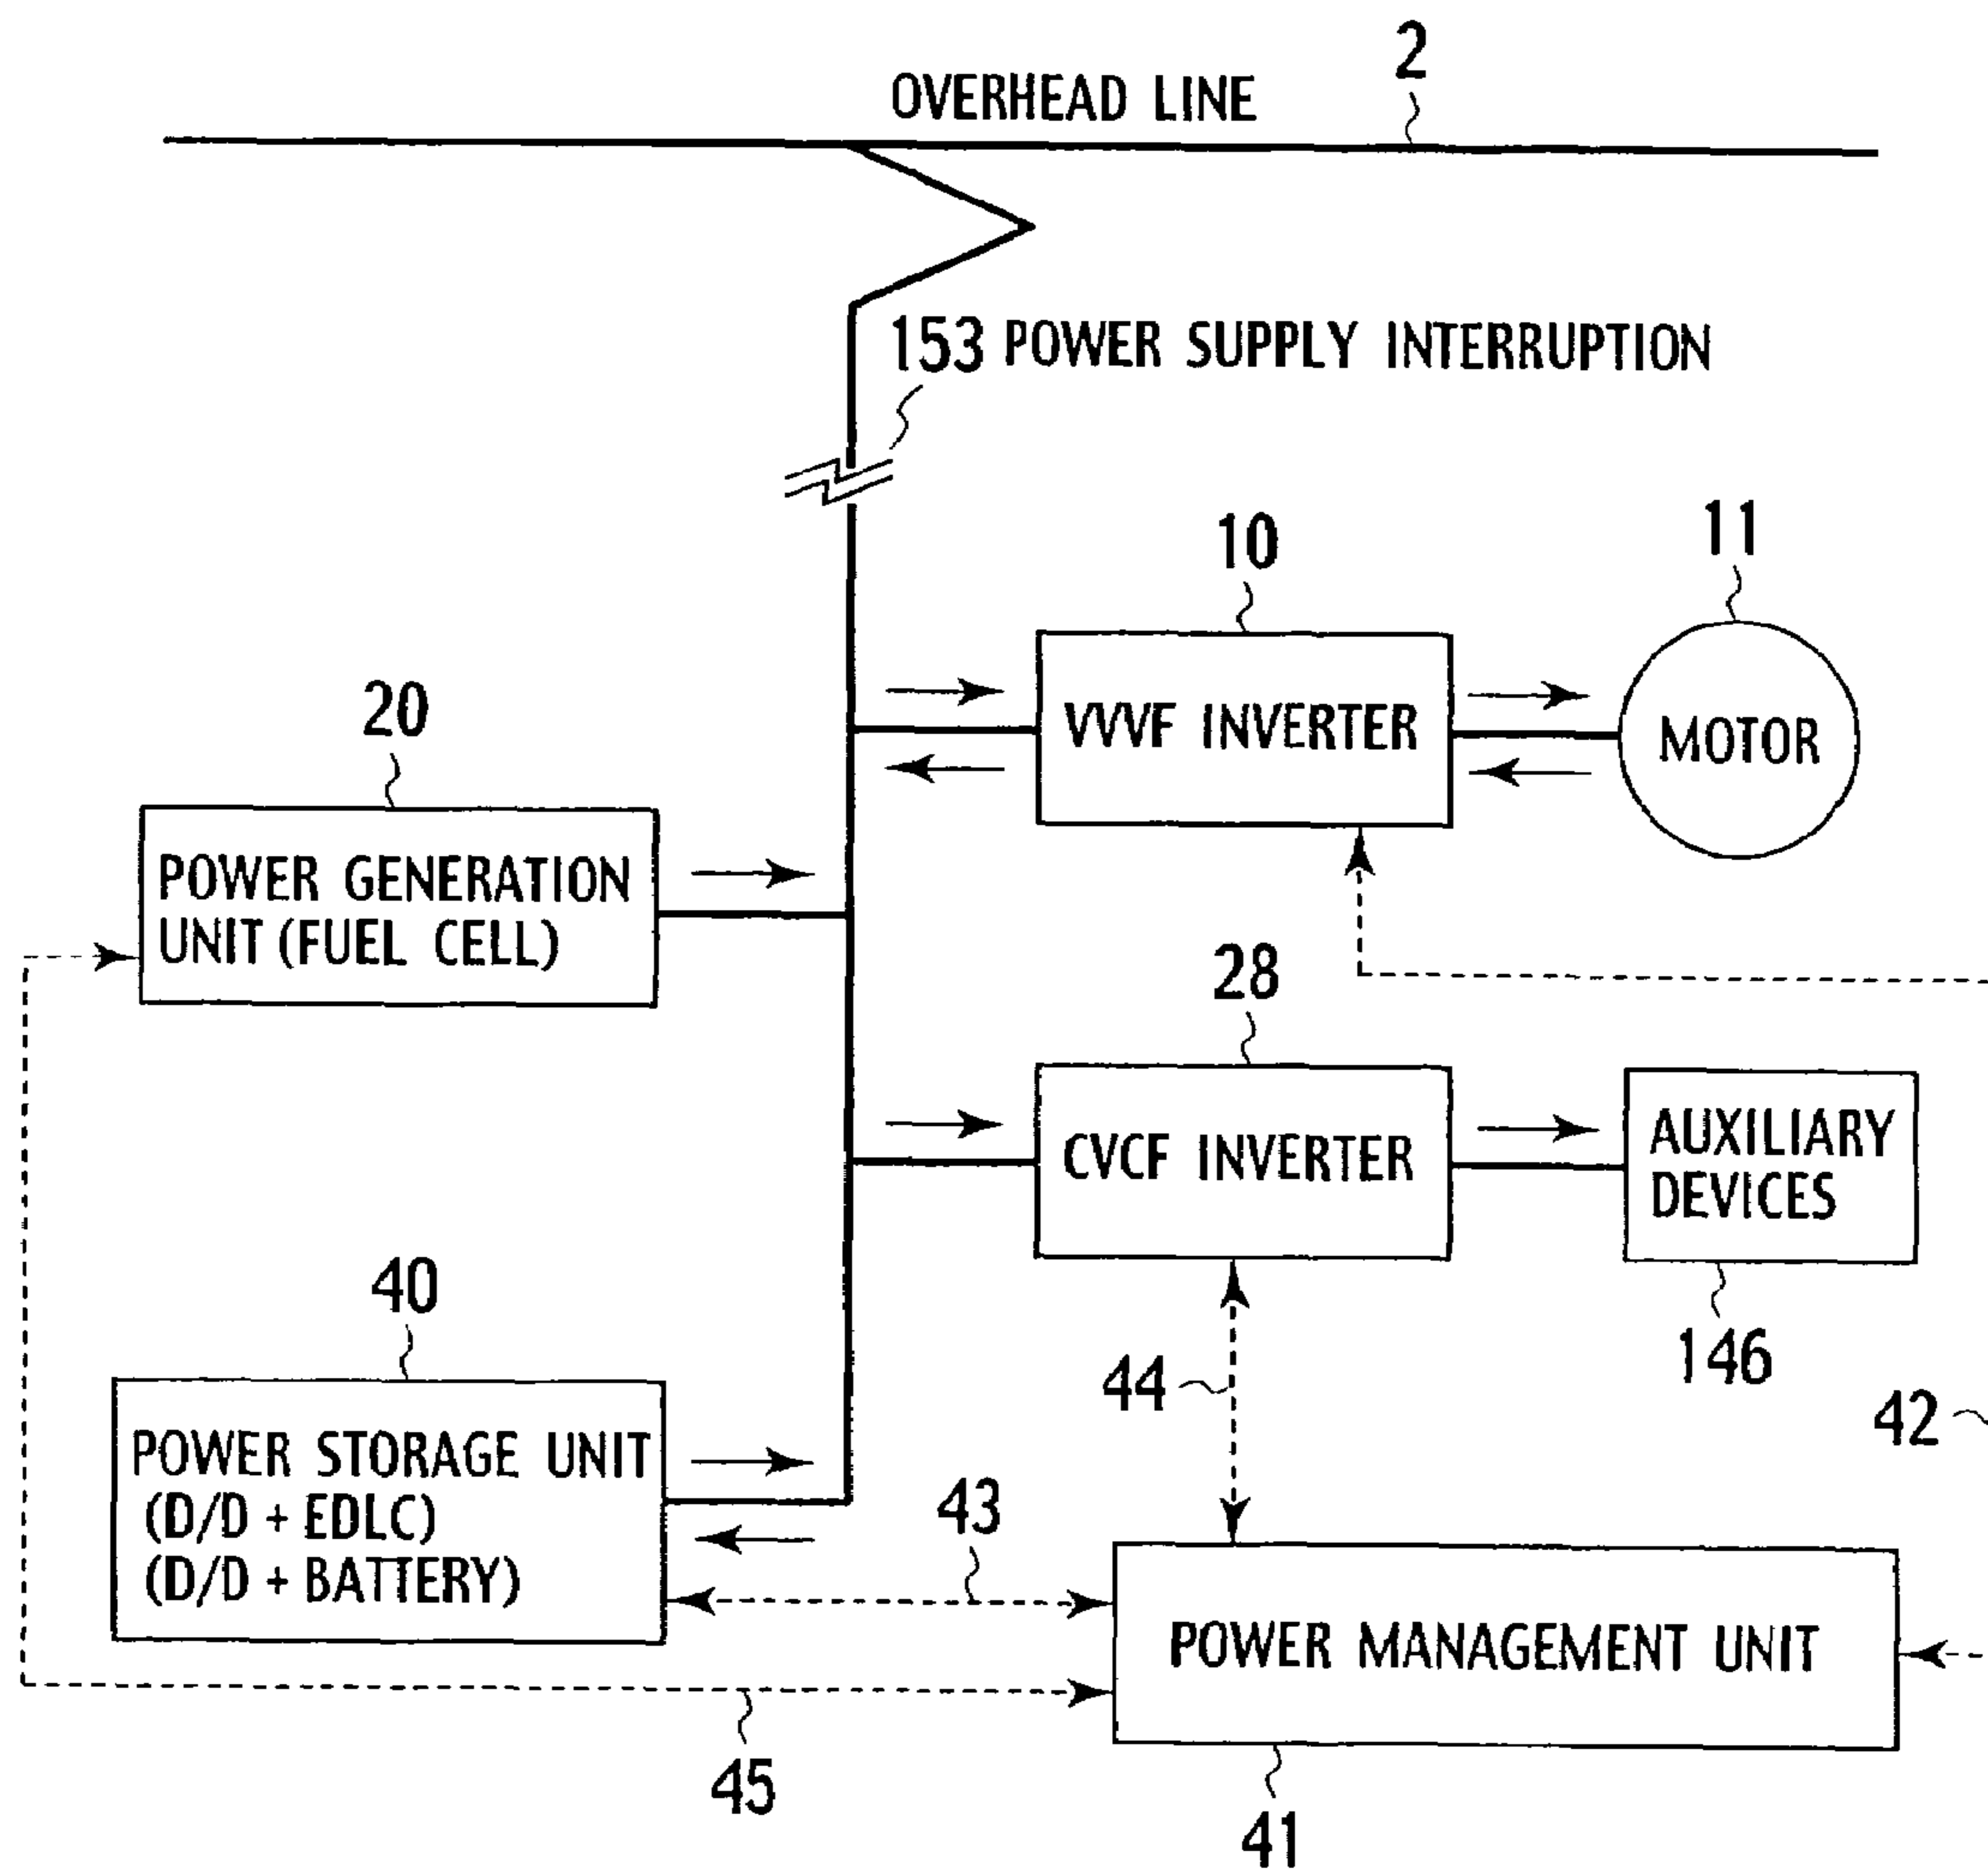 2
OVERHEAD LINE
153 POWER SUPPLY INTERRUPTION
10
11
VVVF INVERTER
MOTOR
20
POWER GENERATION
UNIT (FUEL CELL)
28
CVCF INVERTER
AUXILIARY
DEVICES
146
40
44
42
POWER STORAGE UNIT
(D/D + EDLC)
(D/D + BATTERY)
43
POWER MANAGEMENT UNIT
45
41